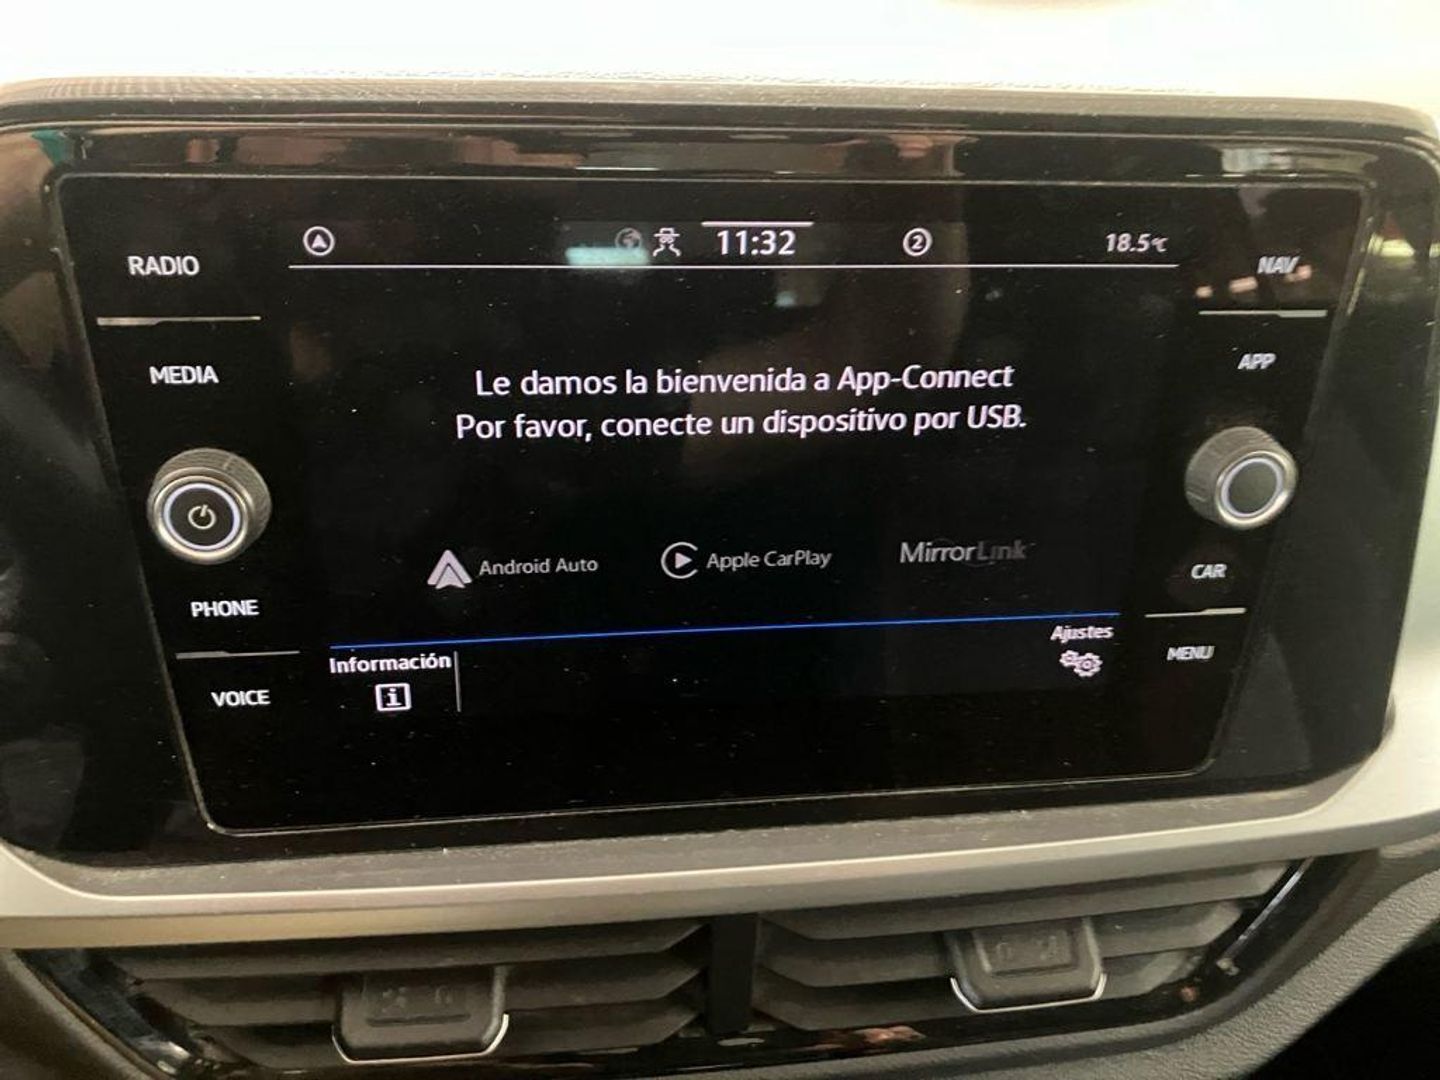 RADIO
MEDIA
PHONE
VOICE
11:32
2
18.5°C
Le damos la bienvenida a App-Connect
Por favor, conecte un dispositivo por USB.
Android Auto
Apple CarPlay
MirrorLink
Información
i
Ajustes
NAV
APP
CAR
MENU